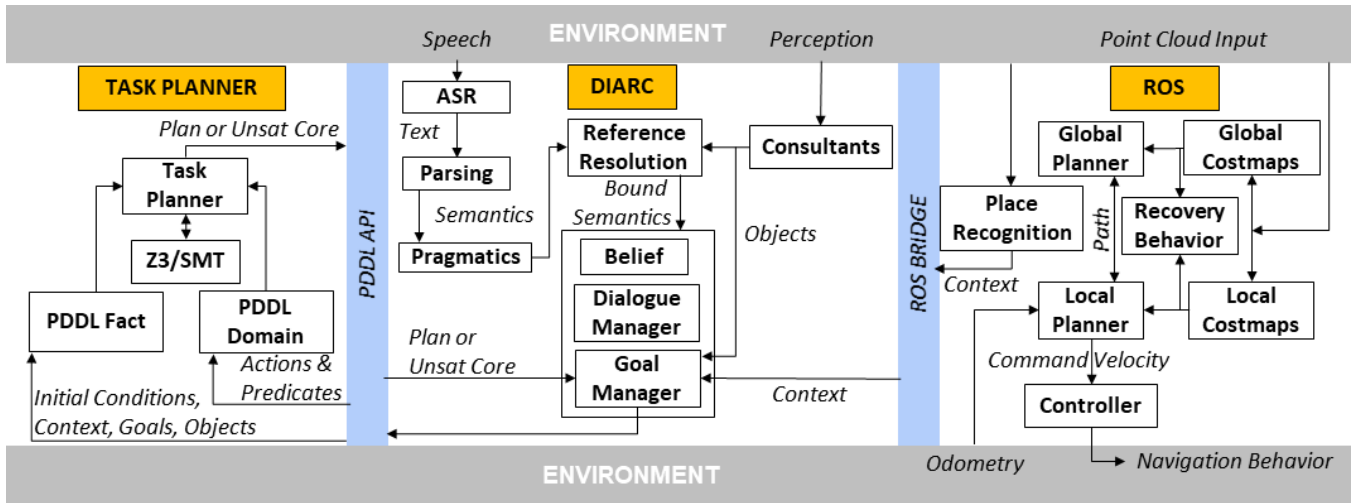 ENVIRONMENT
Speech
Perception
Point Cloud Input
TASK PLANNER
Plan or Unsat Core
Task
Planner
Z3/SMT
PDDL Fact
PDDL
Domain
Actions &
Predicates
Initial Conditions,
Context, Goals, Objects
PDDL API
DIARC
ASR
Text
Parsing
Semantics
Pragmatics
Reference
Resolution
Consultants
Bound
Semantics
Objects
Belief
Dialogue
Manager
Goal
Manager
Plan or
Unsat Core
Context
ROS BRIDGE
ROS
Place
Recognition
Context
Global
Planner
Global
Costmaps
Path
Recovery
Behavior
Local
Planner
Local
Costmaps
Command Velocity
Controller
Odometry
Navigation Behavior
ENVIRONMENT